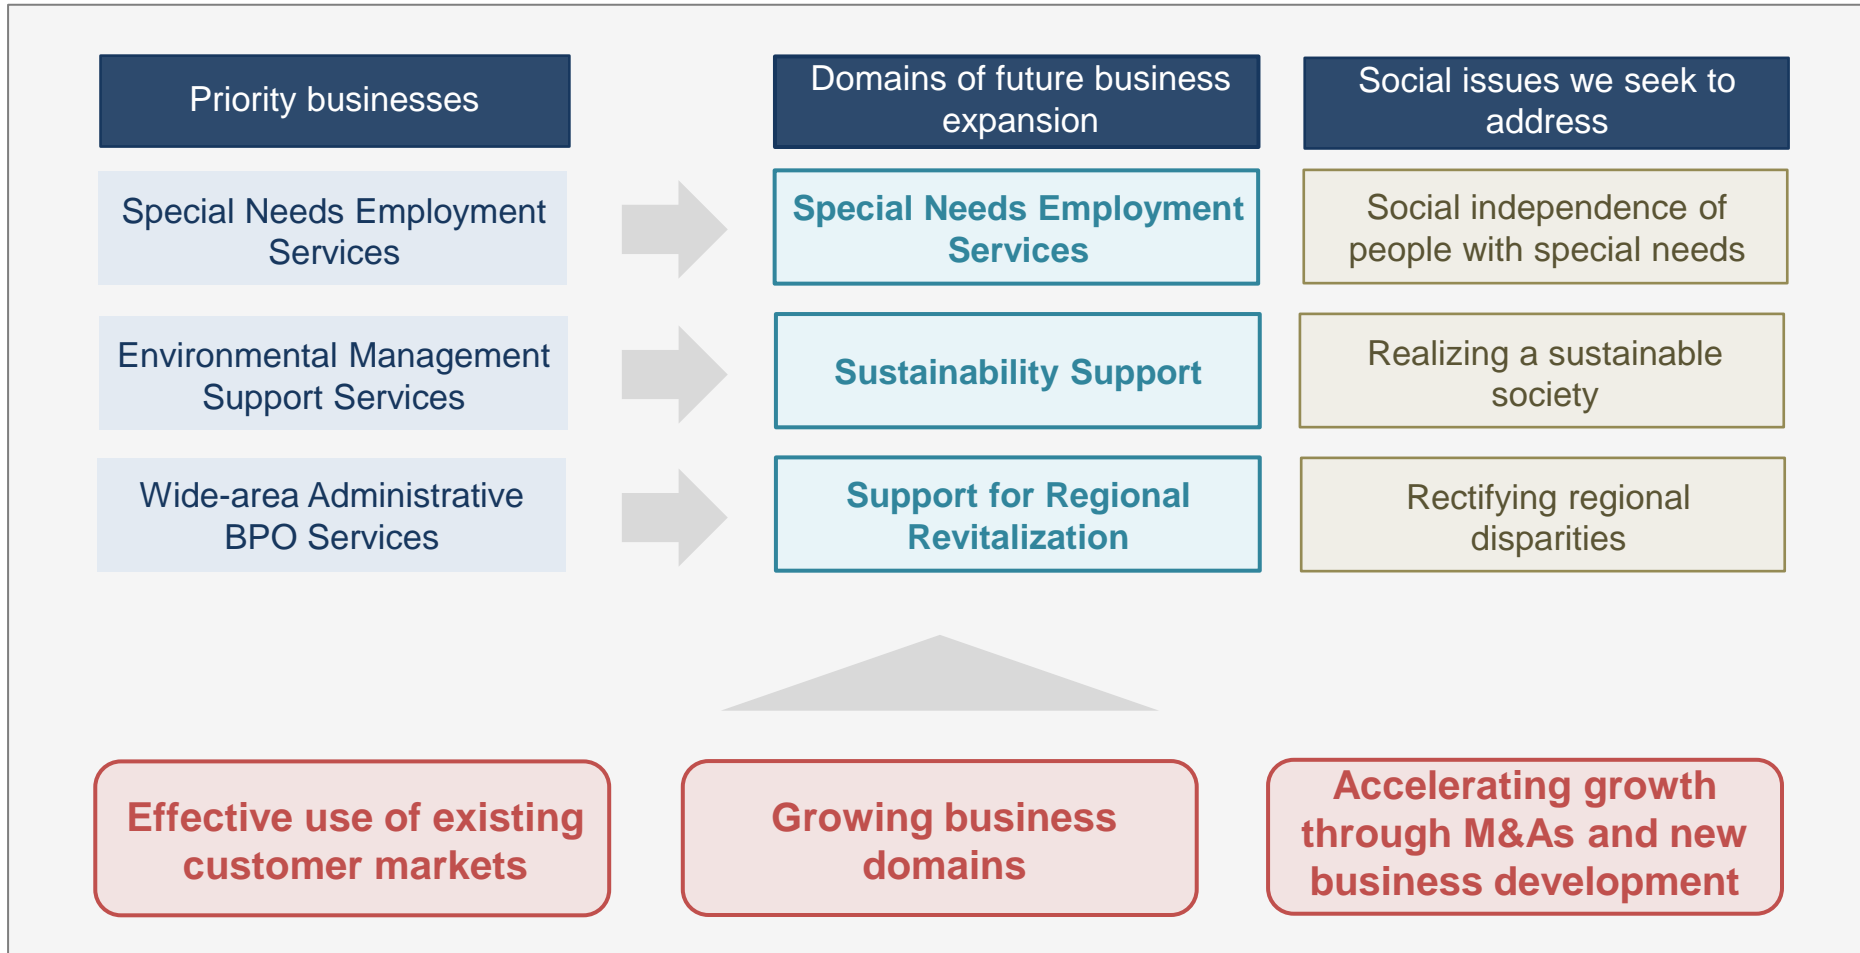 Priority businesses
Domains of future business
expansion
Social issues we seek to
address
Special Needs Employment
Services
Special Needs Employment
Services
Social independence of
people with special needs
Environmental Management
Support Services
Sustainability Support
Realizing a sustainable
society
Wide-area Administrative
BPO Services
Support for Regional
Revitalization
Rectifying regional
disparities
Effective use of existing
customer markets
Growing business
domains
Accelerating growth
through M&As and new
business development